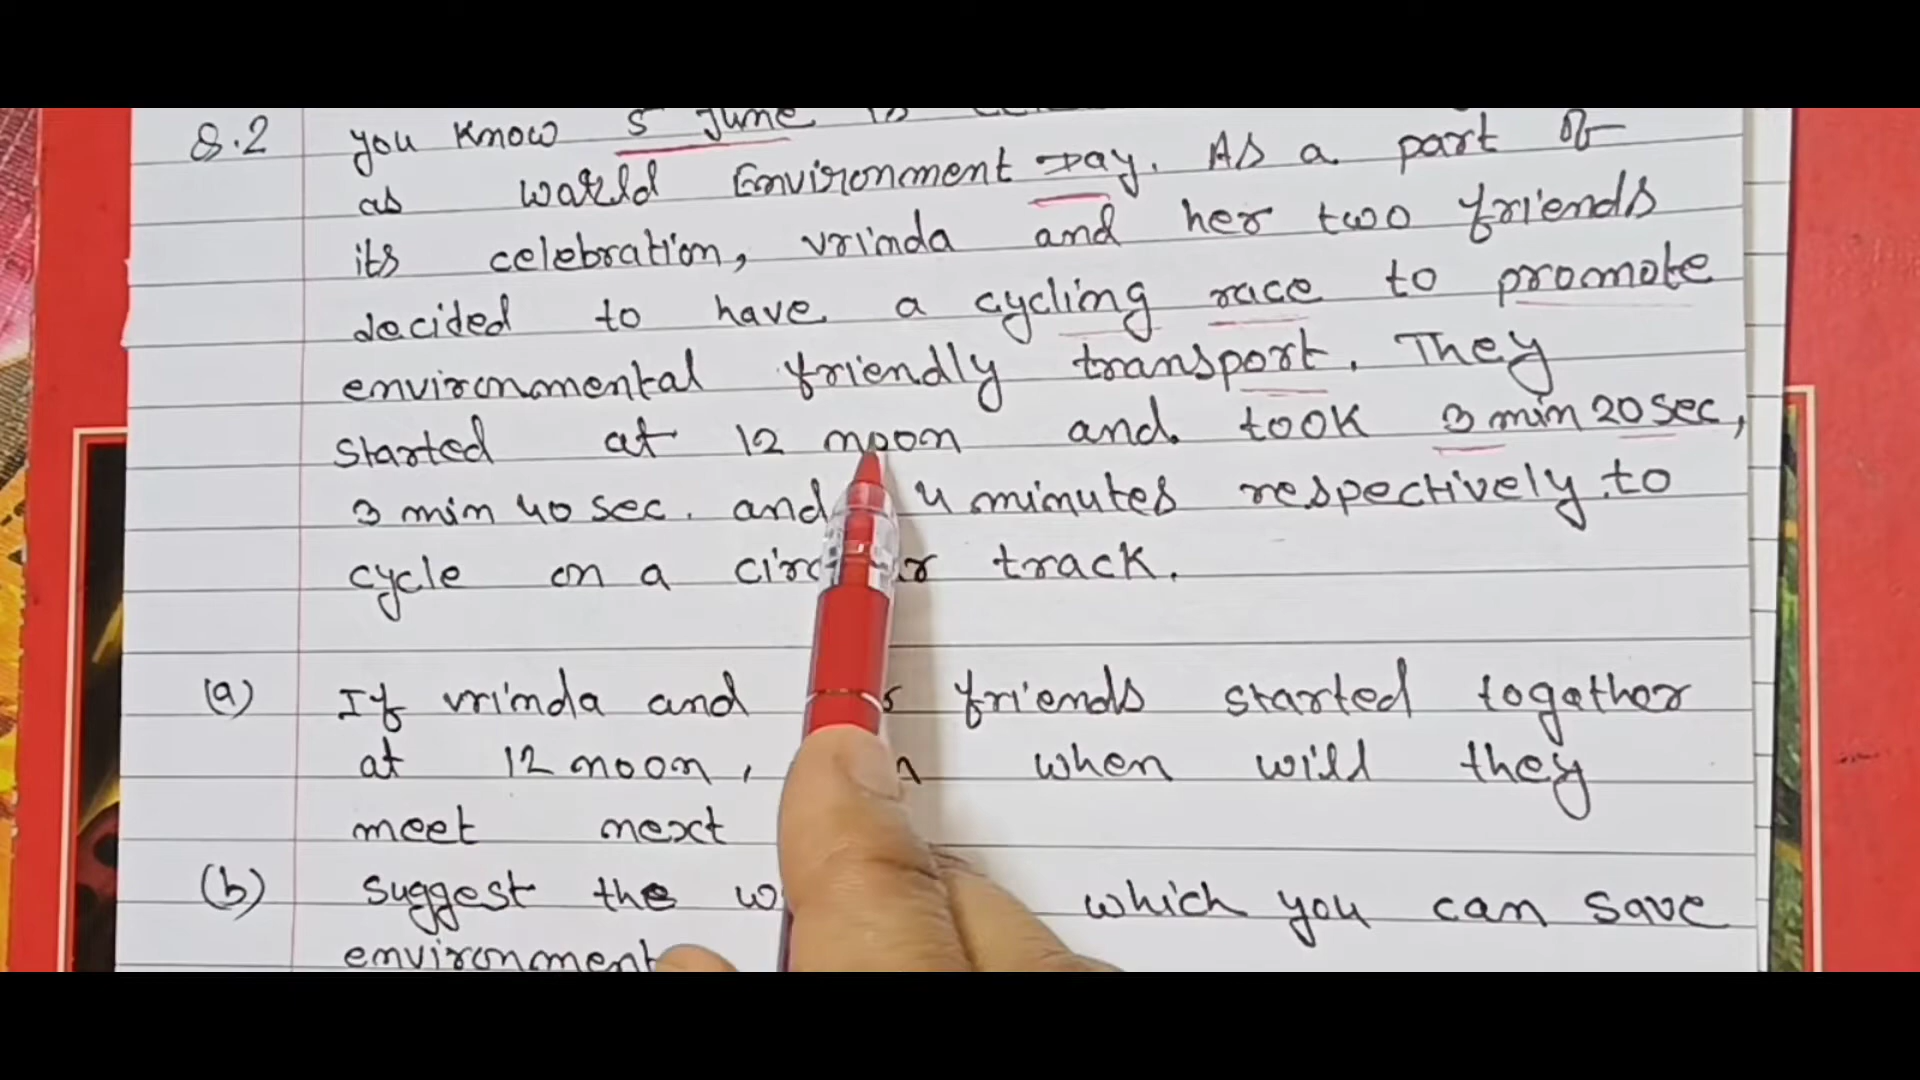 Q.2 you know 5 June is
as world Environment Day. As a part of
its celebration, vrinda and her two friends
decided to have a cycling race to promote
environmental friendly transport. They
started at 12 noon and took 3 min 20 sec,
3 min 40 sec. and 4 minutes respectively to
cycle on a track.
(a) If vrinda and friends started togather
at 12 noon, when will they
meet next
(b) suggest the which you can save
environment